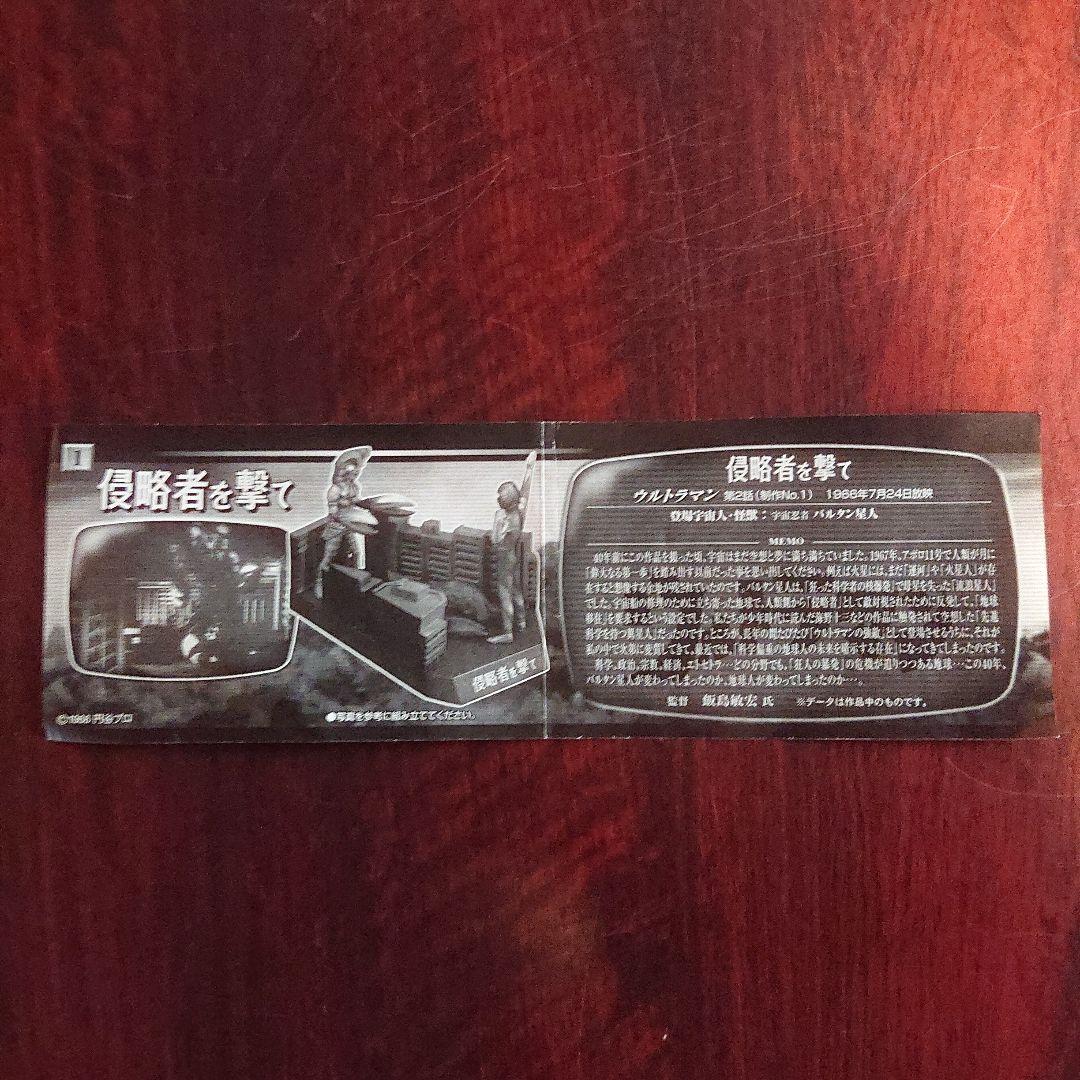 1
侵略者を撃て
侵略者を撃て
©1966 円谷プロ
●写真を参考に組み立ててください。
侵略者を撃て
ウルトラマン 第2話(制作No.1) 1966年7月24日放映
登場宇宙人・怪獣：宇宙忍者 バルタン星人
MEMO
40年前にこの作品を撮った頃、宇宙はまだ空想と夢に満ち満ちていました。1967年、アポロ11号で人類が月に
「偉大なる第一歩」を踏み出す以前だった事を思い出してください。例えば火星には、まだ「運河」や「火星人」が存
在すると想像する余地が残されていたのです。バルタン星人は、「狂った科学者の核爆発」で母星を失った「流浪星人」
でした。宇宙船の修理のために立ち寄った地球で、人類側から「侵略者」として敵対視されたために反発して、「地球
移住」を要求するという設定でした。私たちが少年時代に読んだ海野十三などの作品に触発されて空想した「先進
科学を持つ異星人」だったのです。ところが、長年の間たびたび「ウルトラマンの強敵」として登場させるうちに、それが
私の中で次第に変質してきて、最近では、「科学偏重の地球人の未来を暗示する存在」になってきてしまったのです。
科学、政治、宗教、経済、エトセトラ…どの分野でも、「狂人の暴発」の危機が迫りつつある地球…この40年、
バルタン星人が変わってしまったのか、地球人が変わってしまったのか…。
監督 飯島敏宏 氏 ※データは作品中のものです。